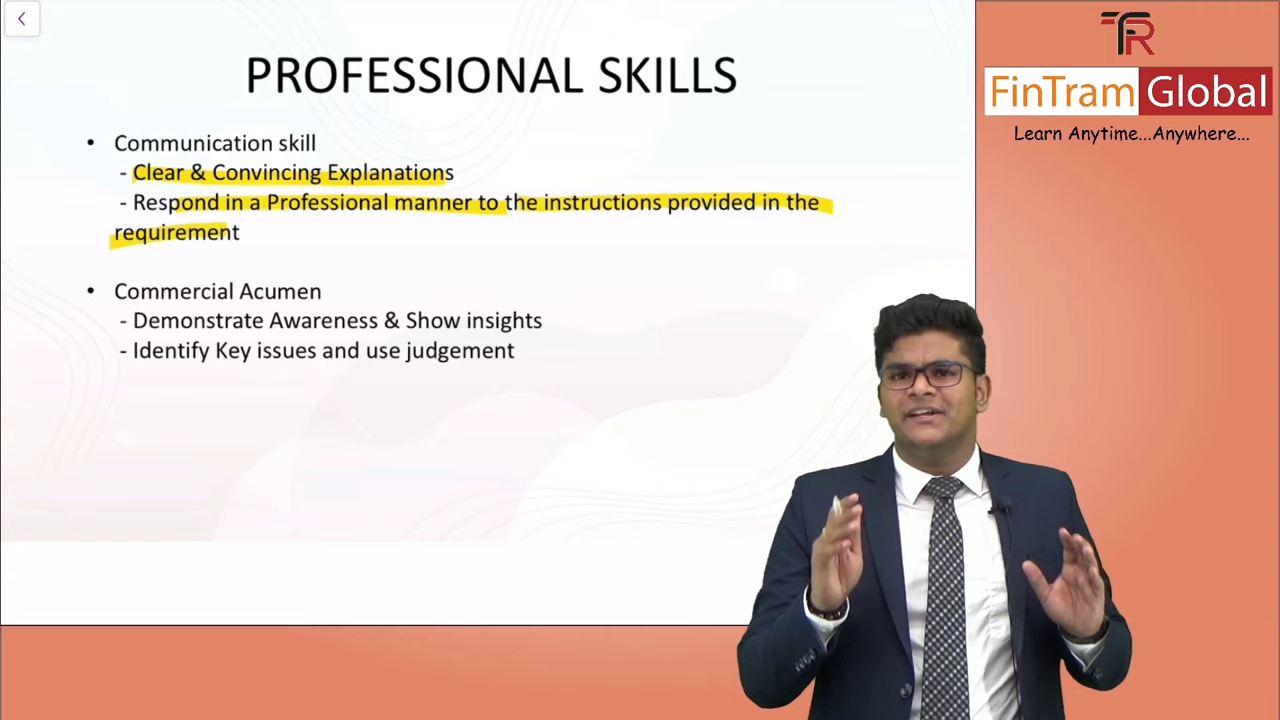 PROFESSIONAL SKILLS
• Communication skill
- Clear & Convincing Explanations
- Respond in a Professional manner to the instructions provided in the
requirement
• Commercial Acumen
- Demonstrate Awareness & Show insights
- Identify Key issues and use judgement
FinTram Global
Learn Anytime...Anywhere...